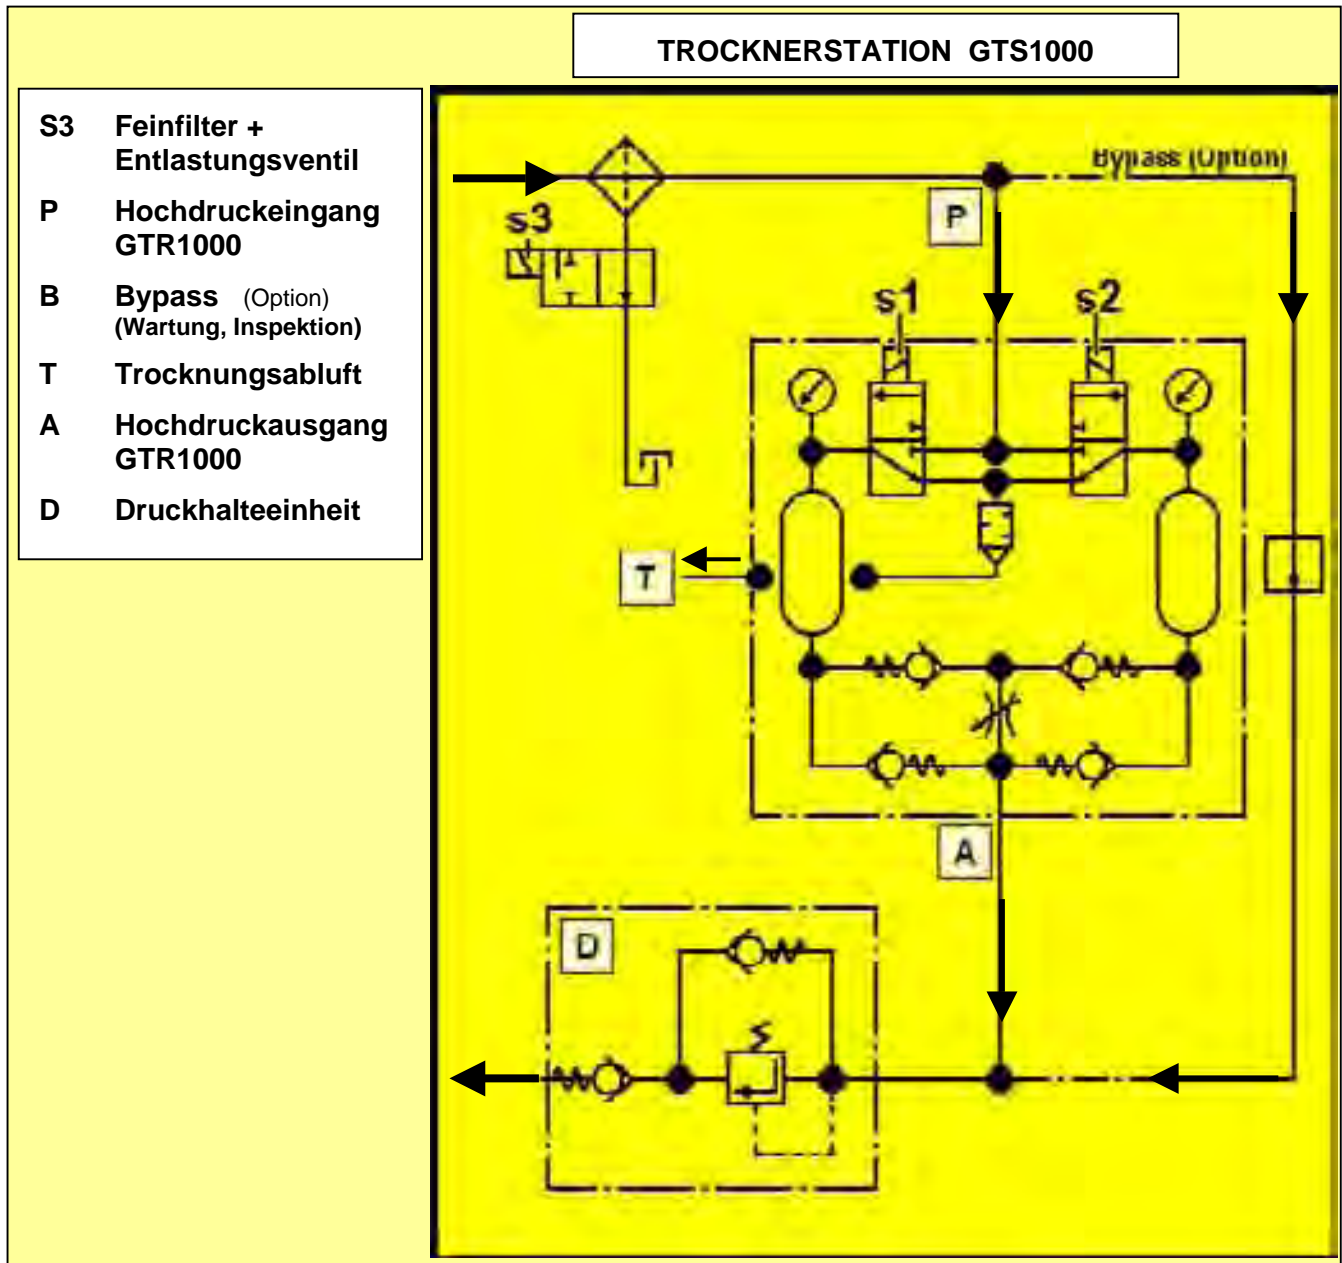 TROCKNERSTATION GTS1000
S3 Feinfilter +
Entlastungsventil
P Hochdruckeingang
GTR1000
B Bypass (Option)
(Wartung, Inspektion)
T Trocknungsabluft
A Hochdruckausgang
GTR1000
D Druckhalteeinheit
Bypass (Option)
P
s3
s1 s2
T
T
A
D